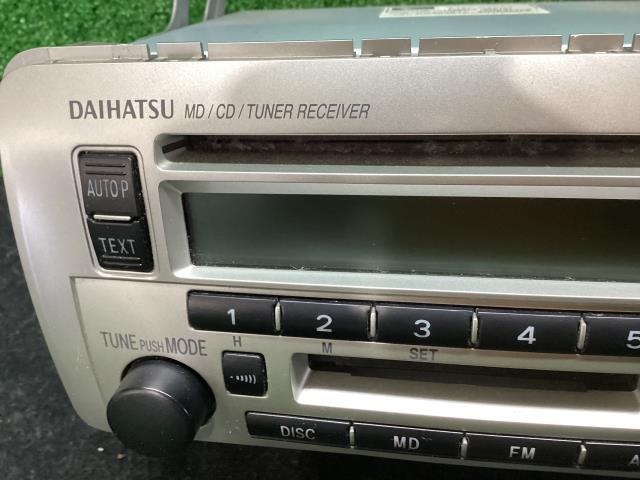 DAIHATSU MD / CD / TUNER RECEIVER
AUTO P
TEXT
1 2 3 4 5
H M SET
TUNE PUSH MODE
DISC MD FM A